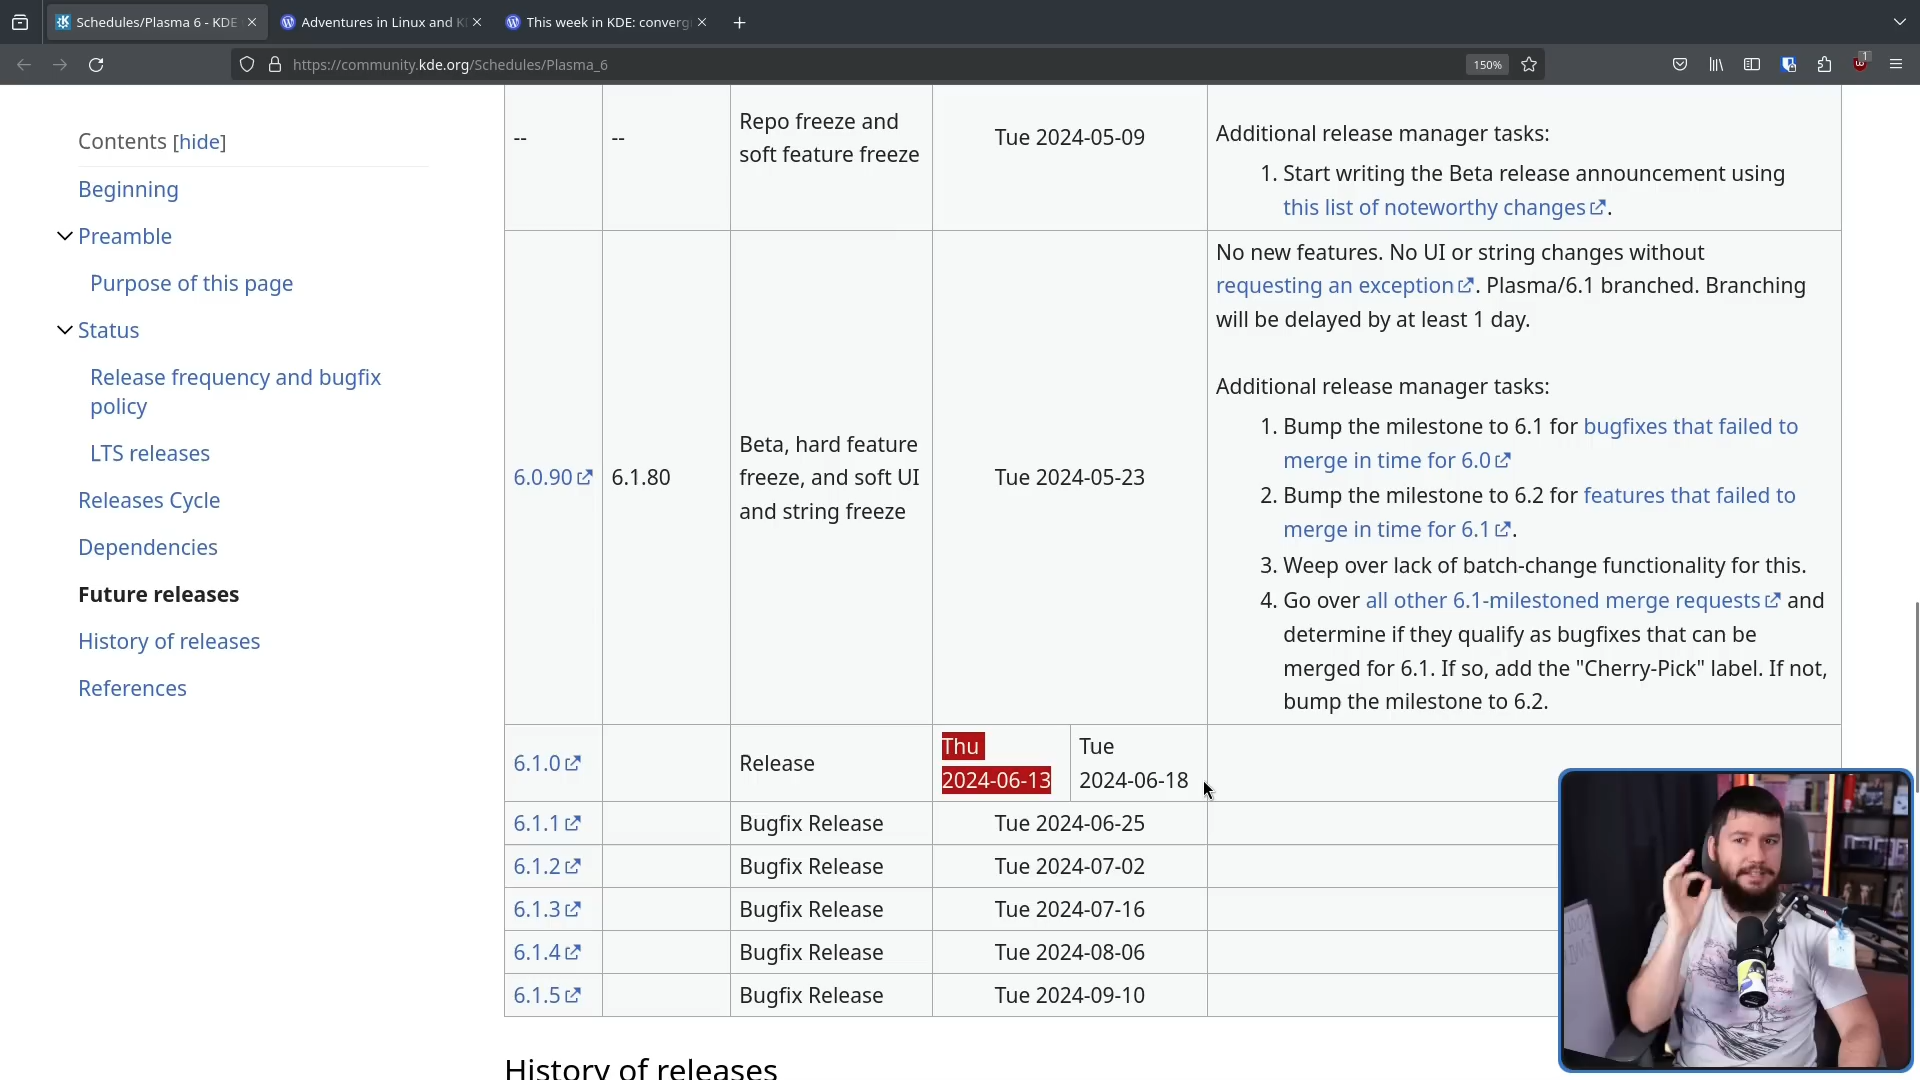 Schedules/Plasma 6 - KDE
Adventures in Linux and K
This week in KDE: converg
https://community.kde.org/Schedules/Plasma_6
150%
1
Contents [hide]
Beginning
Preamble
Purpose of this page
Status
Release frequency and bugfix
policy
LTS releases
Releases Cycle
Dependencies
Future releases
History of releases
References
--
--
Repo freeze and
soft feature freeze
Tue 2024-05-09
Additional release manager tasks:
1. Start writing the Beta release announcement using
this list of noteworthy changes.
6.0.90
6.1.80
Beta, hard feature
freeze, and soft UI
and string freeze
Tue 2024-05-23
No new features. No UI or string changes without
requesting an exception. Plasma/6.1 branched. Branching
will be delayed by at least 1 day.
Additional release manager tasks:
1. Bump the milestone to 6.1 for bugfixes that failed to
merge in time for 6.0
2. Bump the milestone to 6.2 for features that failed to
merge in time for 6.1.
3. Weep over lack of batch-change functionality for this.
4. Go over all other 6.1-milestoned merge requests and
determine if they qualify as bugfixes that can be
merged for 6.1. If so, add the "Cherry-Pick" label. If not,
bump the milestone to 6.2.
6.1.0
Release
Thu
2024-06-13
Tue
2024-06-18
6.1.1 Bugfix Release Tue 2024-06-25
6.1.2 Bugfix Release Tue 2024-07-02
6.1.3 Bugfix Release Tue 2024-07-16
6.1.4 Bugfix Release Tue 2024-08-06
6.1.5 Bugfix Release Tue 2024-09-10
History of releases